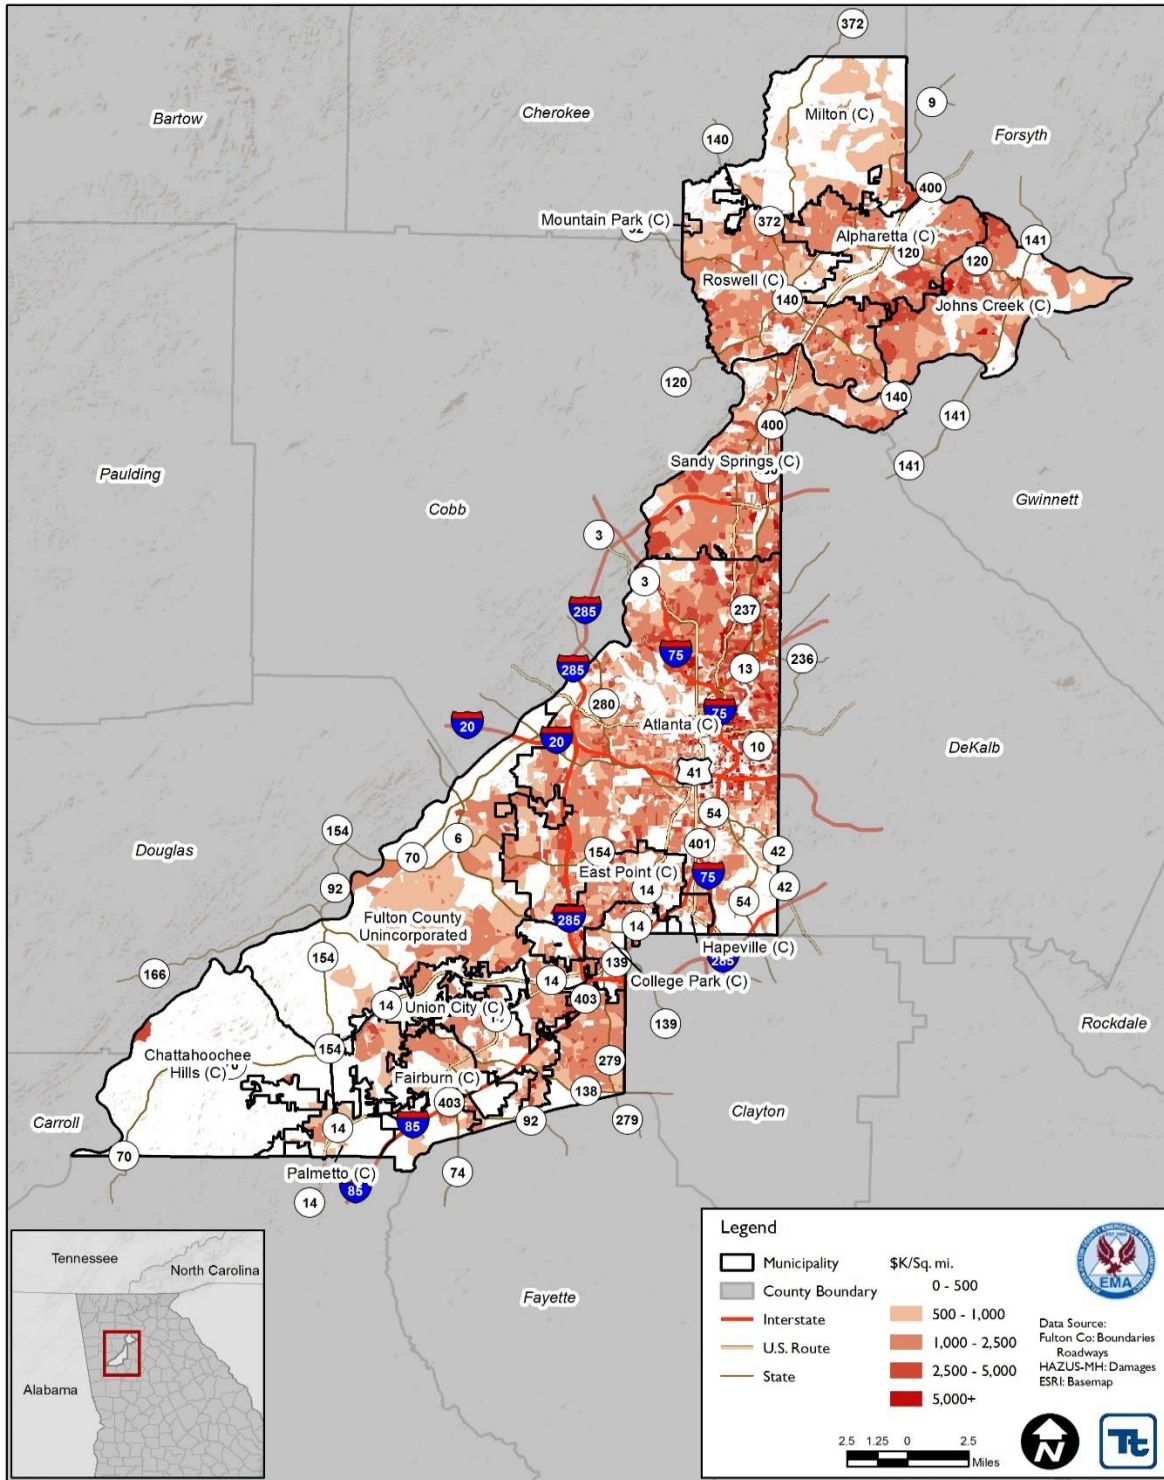 372
Bartow
Cherokee
Milton (C)
9
Forsyth
140
400
Mountain Park (C)
372
Alpharetta (C)
141
120
120
Roswell (C)
140
Johns Creek (C)
120
140
141
400
Sandy Springs (C)
141
Paulding
Cobb
Gwinnett
3
3
285
237
75
236
285
13
280
75
20
Atlanta (C)
20
10
DeKalb
41
54
154
6
Douglas
70
154
401
42
East Point (C)
75
92
14
42
54
Fulton County
Unincorporated
285
14
Hapeville (C)
285
154
139
166
14
College Park (C)
14
Union City (C)
403
139
Rockdale
154
Chattahoochee
Hills (C)
279
Fairburn (C)
138
403
Clayton
Carroll
14
85
92
279
70
Palmetto (C)
74
14
85
Fayette
Tennessee
North Carolina
Alabama
Legend
Municipality
County Boundary
Interstate
U.S. Route
State
$K/Sq. mi.
0 - 500
500 - 1,000
1,000 - 2,500
2,500 - 5,000
5,000+
EMA
Data Source:
Fulton Co: Boundaries
Roadways
HAZUS-MH: Damages
ESRI: Basemap
2.5 1.25 0 2.5
Miles
N
Tt